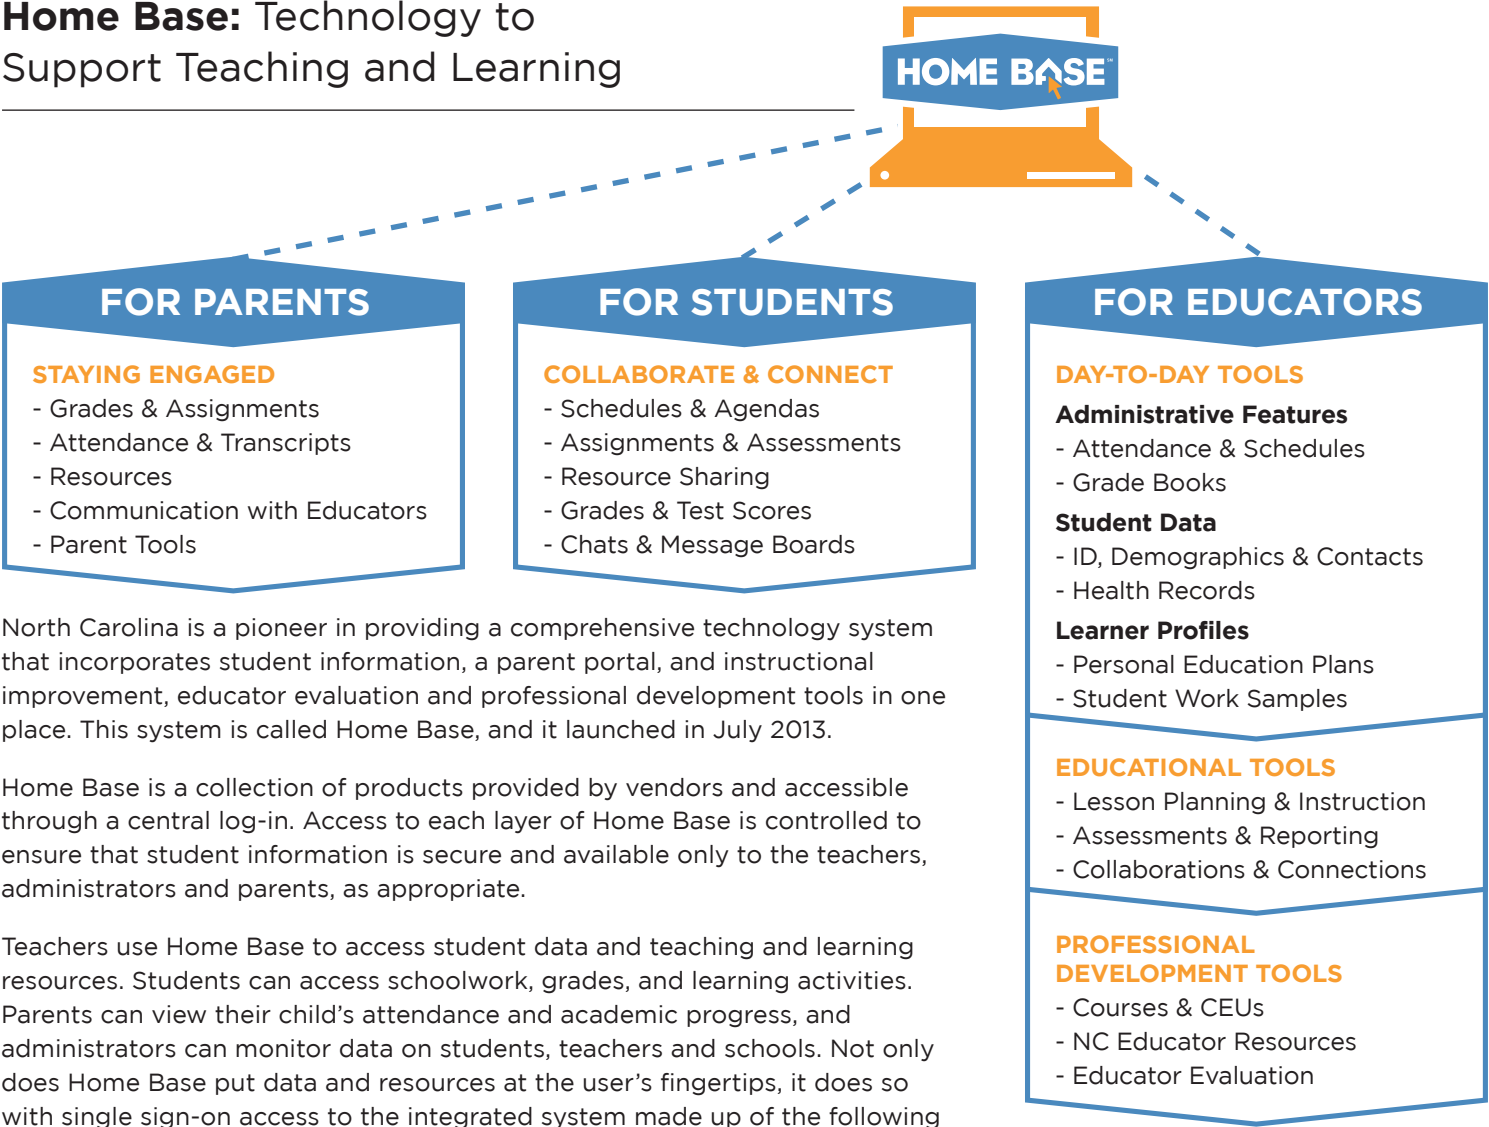 Home Base: Technology to
Support Teaching and Learning
HOME BASE℠
FOR PARENTS
STAYING ENGAGED
- Grades & Assignments
- Attendance & Transcripts
- Resources
- Communication with Educators
- Parent Tools
FOR STUDENTS
COLLABORATE & CONNECT
- Schedules & Agendas
- Assignments & Assessments
- Resource Sharing
- Grades & Test Scores
- Chats & Message Boards
FOR EDUCATORS
DAY-TO-DAY TOOLS
Administrative Features
- Attendance & Schedules
- Grade Books
Student Data
- ID, Demographics & Contacts
- Health Records
Learner Profiles
- Personal Education Plans
- Student Work Samples
EDUCATIONAL TOOLS
- Lesson Planning & Instruction
- Assessments & Reporting
- Collaborations & Connections
PROFESSIONAL
DEVELOPMENT TOOLS
- Courses & CEUs
- NC Educator Resources
- Educator Evaluation
North Carolina is a pioneer in providing a comprehensive technology system
that incorporates student information, a parent portal, and instructional
improvement, educator evaluation and professional development tools in one
place. This system is called Home Base, and it launched in July 2013.
Home Base is a collection of products provided by vendors and accessible
through a central log-in. Access to each layer of Home Base is controlled to
ensure that student information is secure and available only to the teachers,
administrators and parents, as appropriate.
Teachers use Home Base to access student data and teaching and learning
resources. Students can access schoolwork, grades, and learning activities.
Parents can view their child’s attendance and academic progress, and
administrators can monitor data on students, teachers and schools. Not only
does Home Base put data and resources at the user’s fingertips, it does so
with single sign-on access to the integrated system made up of the following